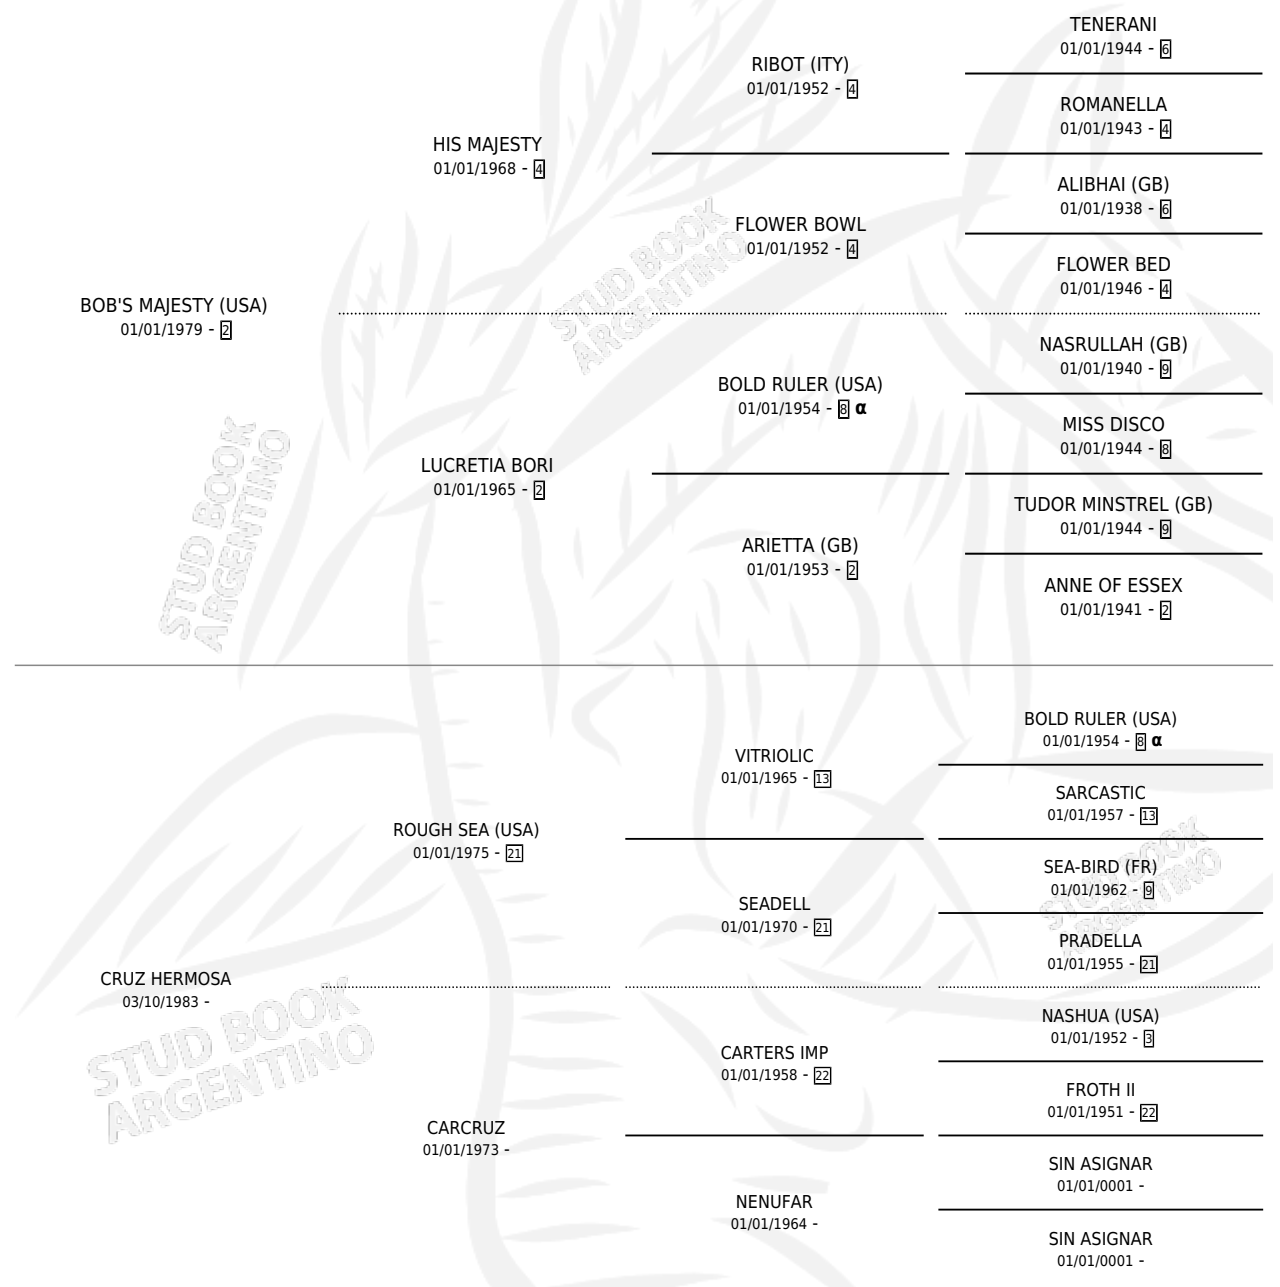 TENERANI
01/01/1944 - 6
RIBOT (ITY)
01/01/1952 - 4
ROMANELLA
01/01/1943 - 4
HIS MAJESTY
01/01/1968 - 4
ALIBHAI (GB)
01/01/1938 - 6
FLOWER BOWL
01/01/1952 - 4
FLOWER BED
01/01/1946 - 4
BOB'S MAJESTY (USA)
01/01/1979 - 2
NASRULLAH (GB)
01/01/1940 - 9
BOLD RULER (USA)
01/01/1954 - 8 α
MISS DISCO
01/01/1944 - 8
LUCRETIA BORI
01/01/1965 - 2
TUDOR MINSTREL (GB)
01/01/1944 - 9
ARIETTA (GB)
01/01/1953 - 2
ANNE OF ESSEX
01/01/1941 - 2
BOLD RULER (USA)
01/01/1954 - 8 α
VITRIOLIC
01/01/1965 - 13
SARCASTIC
01/01/1957 - 13
ROUGH SEA (USA)
01/01/1975 - 21
SEA-BIRD (FR)
01/01/1962 - 9
SEADELL
01/01/1970 - 21
PRADELLA
01/01/1955 - 21
CRUZ HERMOSA
03/10/1983 -
NASHUA (USA)
01/01/1952 - 3
CARTERS IMP
01/01/1958 - 22
FROTH II
01/01/1951 - 22
CARCRUZ
01/01/1973 -
SIN ASIGNAR
01/01/0001 -
NENUFAR
01/01/1964 -
SIN ASIGNAR
01/01/0001 -
STUD BOOK
ARGENTINO
STUD BOOK
ARGENTINO
STUD BOOK
ARGENTINO
STUD BOOK
ARGENTINO